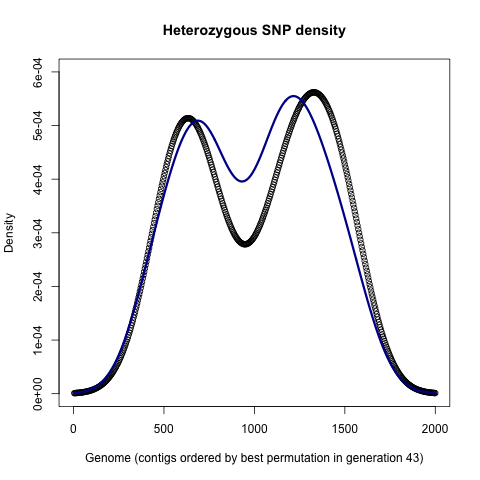 Heterozygous SNP density
Density
6e-04
5e-04
4e-04
3e-04
2e-04
1e-04
0e+00
0 500 1000 1500 2000
Genome (contigs ordered by best permutation in generation 43)